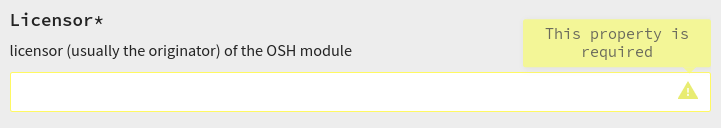 Licensor*
This property is
required
licensor (usually the originator) of the OSH module